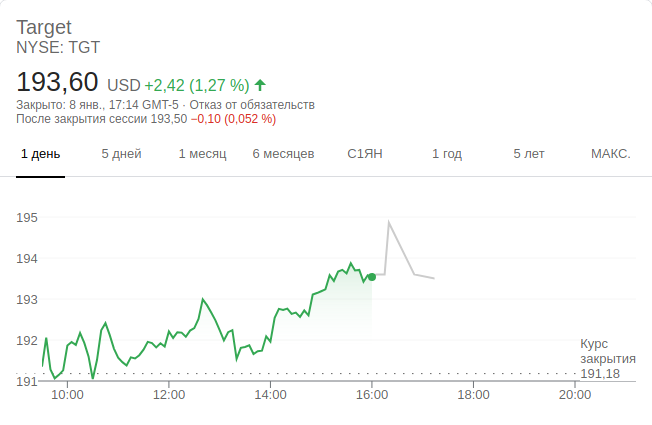 Target
NYSE: TGT
193,60 USD +2,42 (1,27 %)
Закрыто: 8 янв., 17:14 GMT-5 · Отказ от обязательств
После закрытия сессии 193,50 −0,10 (0,052 %)
1 день 5 дней 1 месяц 6 месяцев С1ЯН 1 год 5 лет МАКС.
195
194
193
192
191
Курс
закрытия
191,18
10:00 12:00 14:00 16:00 18:00 20:00